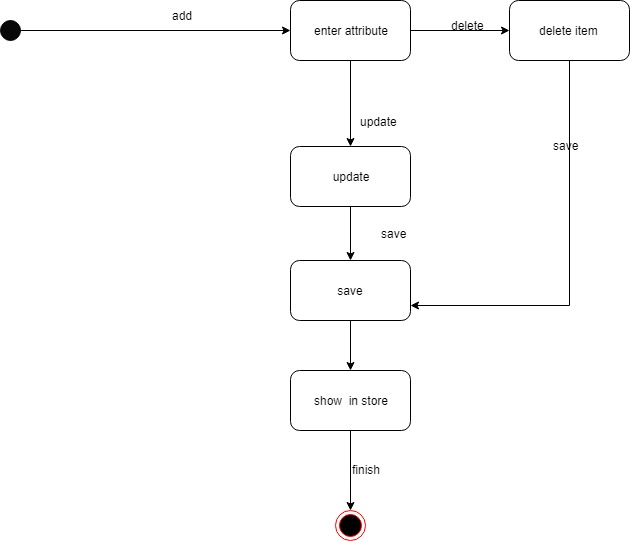 add
enter attribute
delete
delete item
update
save
update
save
save
show  in store
finish